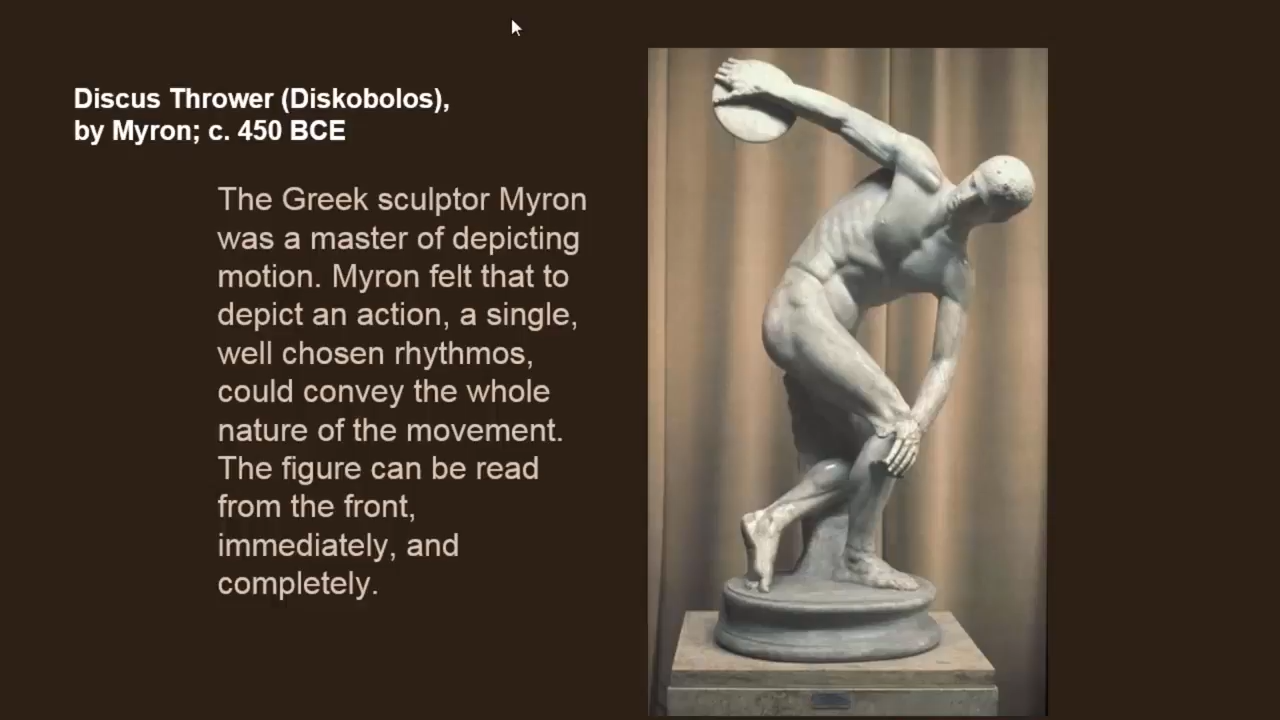 Discus Thrower (Diskobolos),
by Myron; c. 450 BCE
The Greek sculptor Myron
was a master of depicting
motion. Myron felt that to
depict an action, a single,
well chosen rhythmos,
could convey the whole
nature of the movement.
The figure can be read
from the front,
immediately, and
completely.